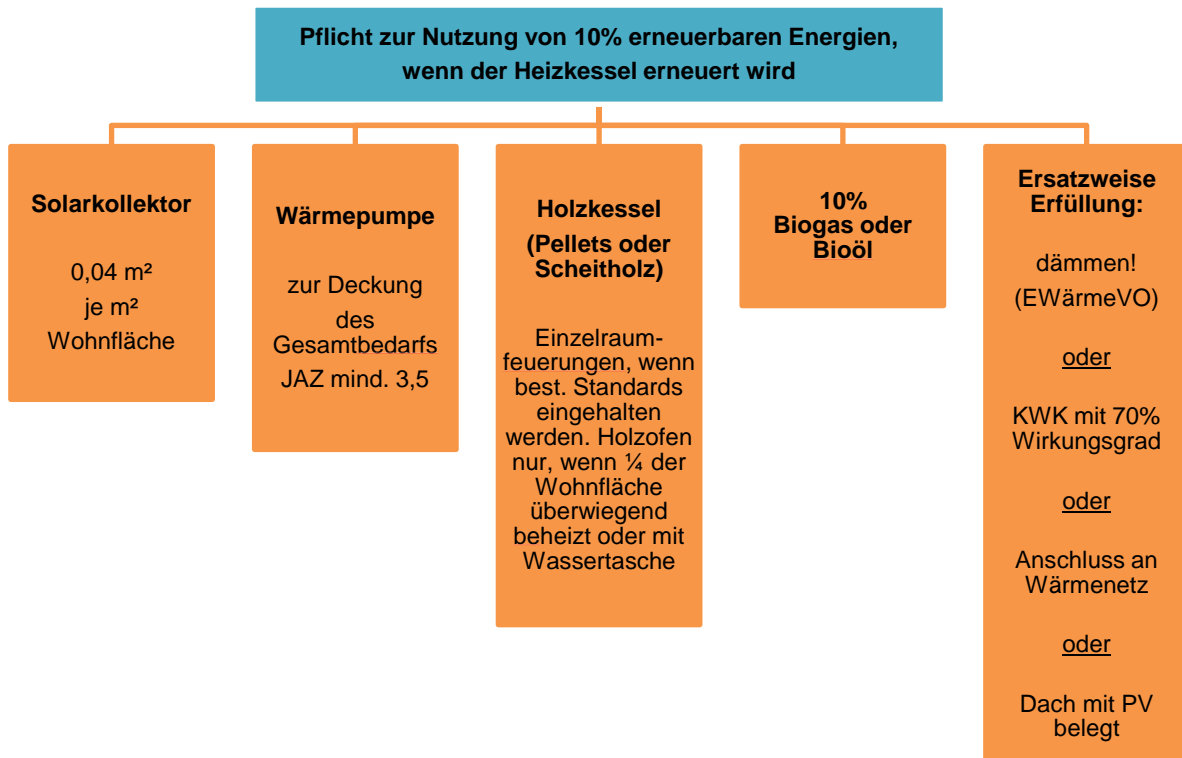 Pflicht zur Nutzung von 10% erneuerbaren Energien,
wenn der Heizkessel erneuert wird
Solarkollektor
0,04 m²
je m²
Wohnfläche
Wärmepumpe
zur Deckung
des
Gesamtbedarfs
JAZ mind. 3,5
Holzkessel
(Pellets oder
Scheitholz)
Einzelraum-
feuerungen, wenn
best. Standards
eingehalten
werden. Holzofen
nur, wenn ¼ der
Wohnfläche
überwiegend
beheizt oder mit
Wassertasche
10%
Biogas oder
Bioöl
Ersatzweise
Erfüllung:
dämmen!
(EWärmeVO)
oder
KWK mit 70%
Wirkungsgrad
oder
Anschluss an
Wärmenetz
oder
Dach mit PV
belegt